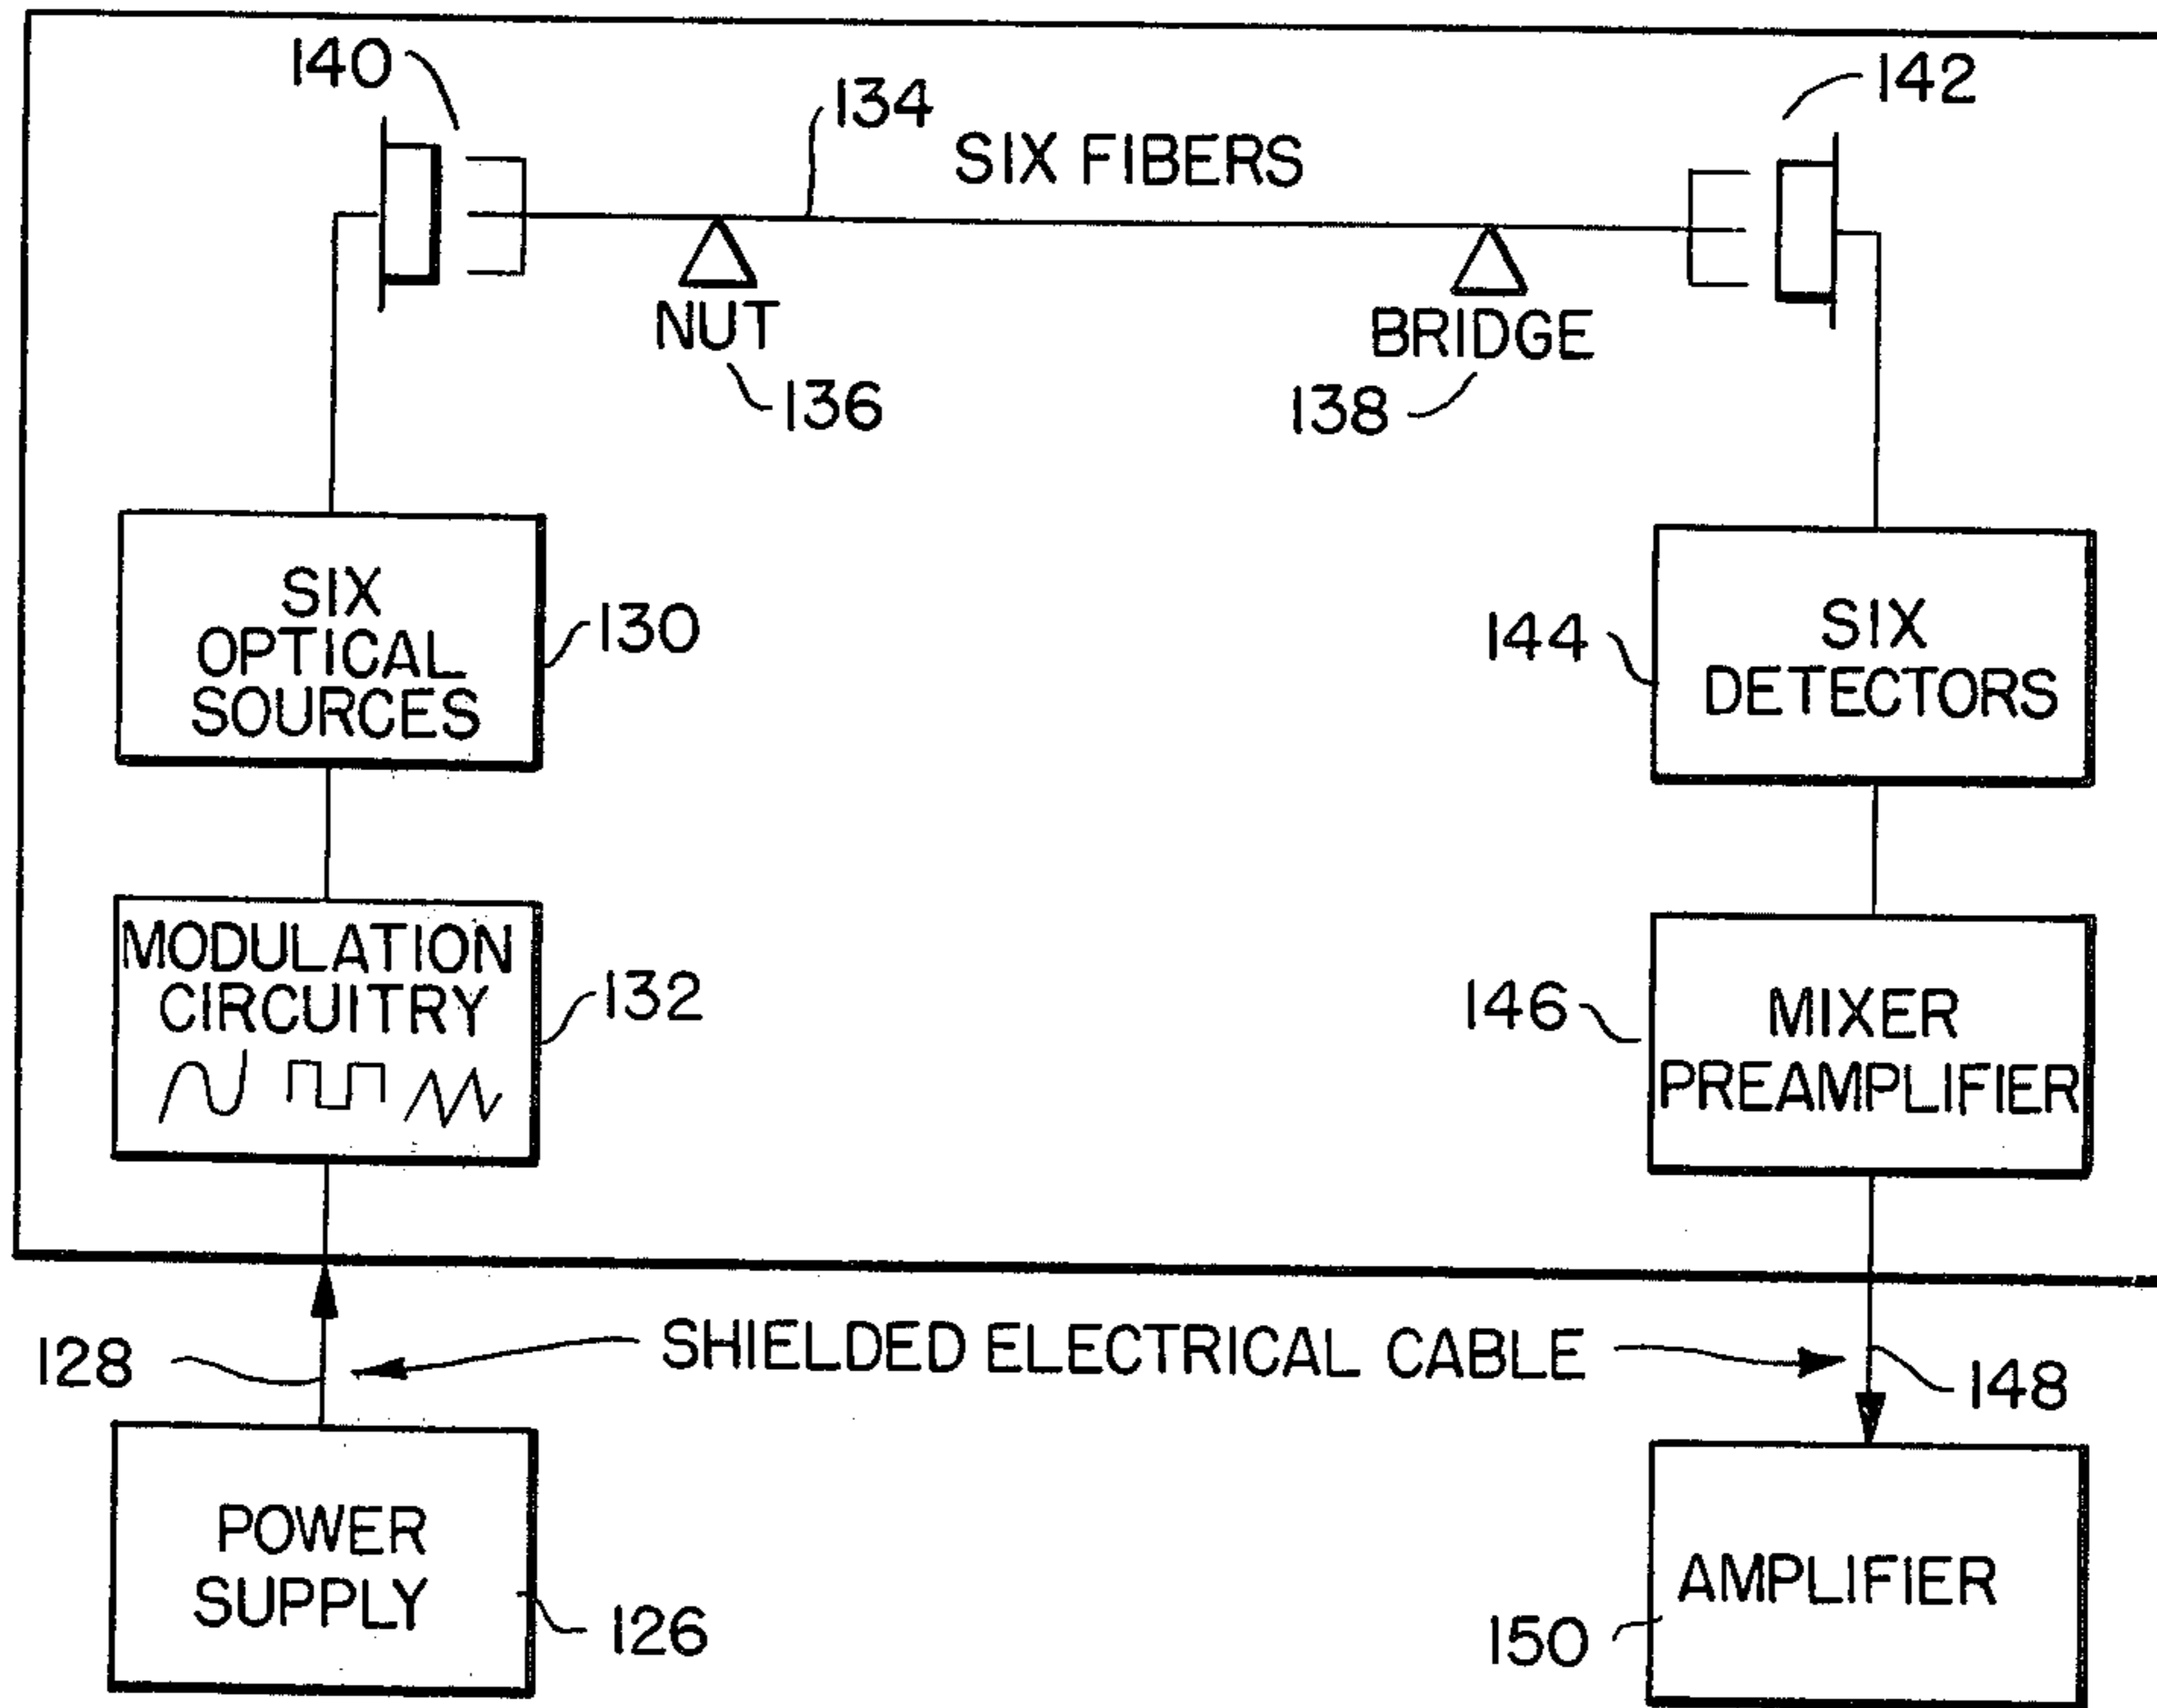 140
134
142
SIX FIBERS
NUT
BRIDGE
136
138
SIX
OPTICAL
SOURCES
130
144
SIX
DETECTORS
MODULATION
CIRCUITRY
132
146
MIXER
PREAMPLIFIER
128
SHIELDED ELECTRICAL CABLE
148
POWER
SUPPLY
126
150
AMPLIFIER